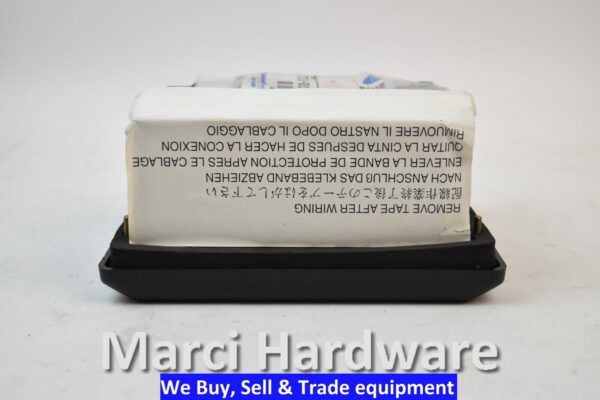 REMOVE TAPE AFTER WIRING
配線作業終了後このテープをはがして下さい
NACH ANSCHLUß DAS KLEBEBAND ABZIEHEN
ENLEVER LA BANDE DE PROTECTION APRES LE CABLAGE
QUITAR LA CINTA DESPUES DE HACER LA CONEXION
RIMUOVERE IL NASTRO DOPO IL CABLAGGIO
Marci Hardware
We Buy, Sell & Trade equipment